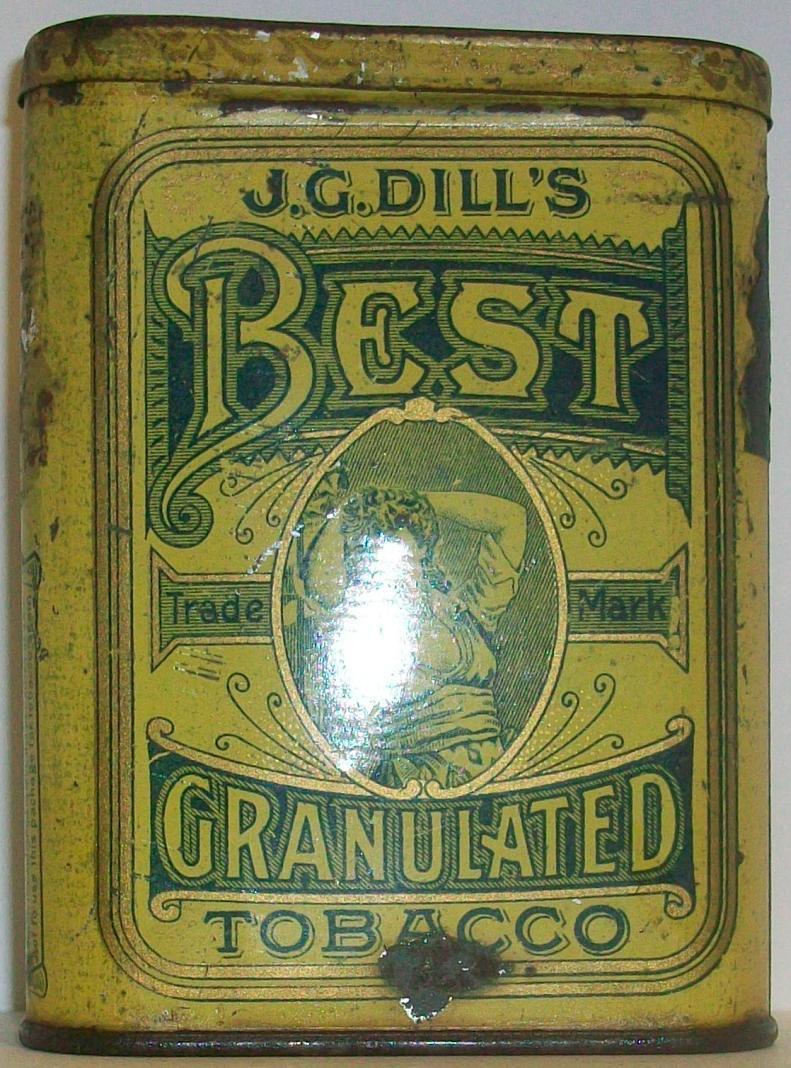 J.G.DILL'S
BEST
Trade Mark
GRANULATED
TOBACCO